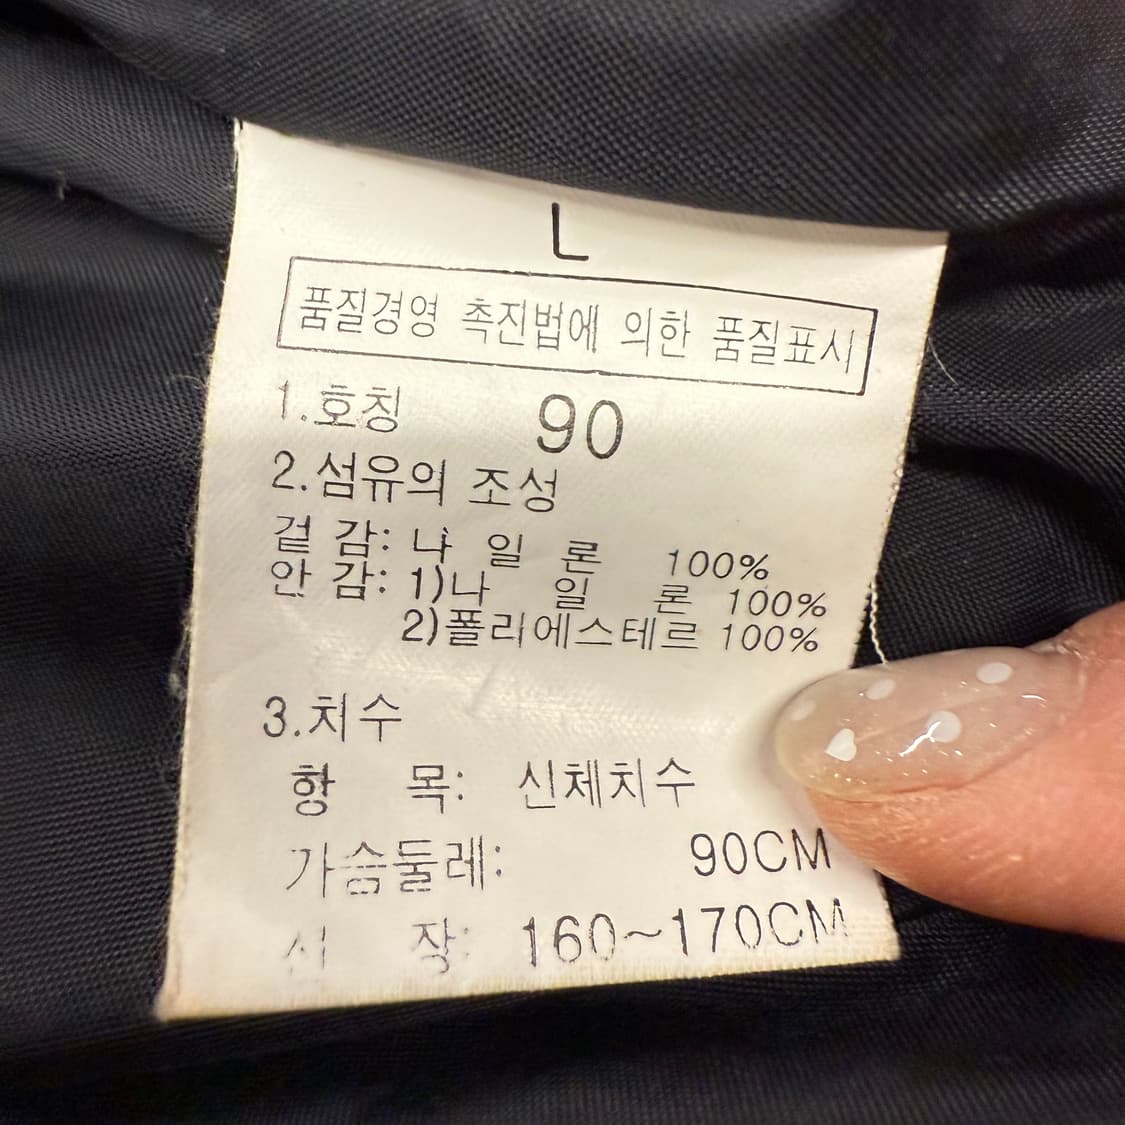 L
품질경영 촉진법에 의한 품질표시
1.호칭 90
2.섬유의 조성
겉 감: 나 일 론 100%
안 감: 1)나 일 론 100%
2)폴리에스테르 100%
3.치수
항 목: 신체치수
가슴둘레: 90CM
신 장: 160~170CM